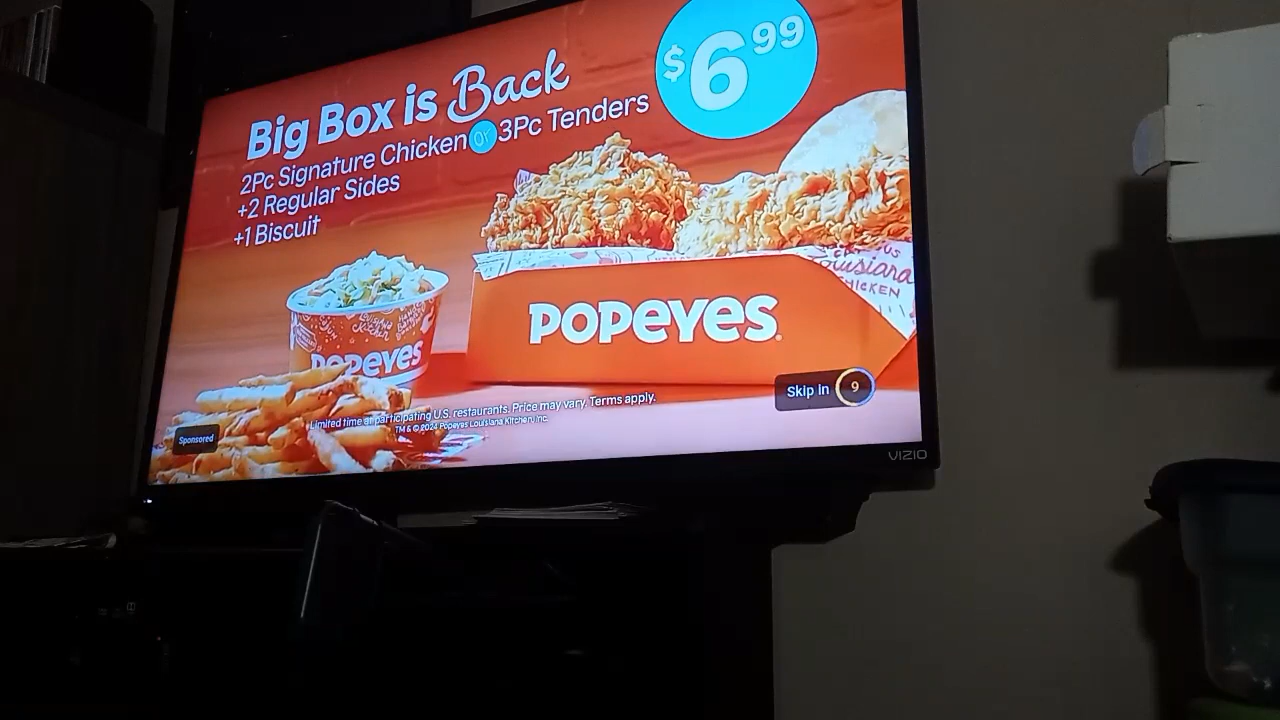 Big Box is Back
$6.99
2Pc Signature Chicken or 3Pc Tenders
+2 Regular Sides
+1 Biscuit
Louisiana
CHICKEN
POPEYES
POPEYES®
Skip In 9
Limited time at participating U.S. restaurants. Price may vary. Terms apply.
TM & © 2024 Popeyes Louisiana Kitchen, Inc.
Sponsored
VIZIO